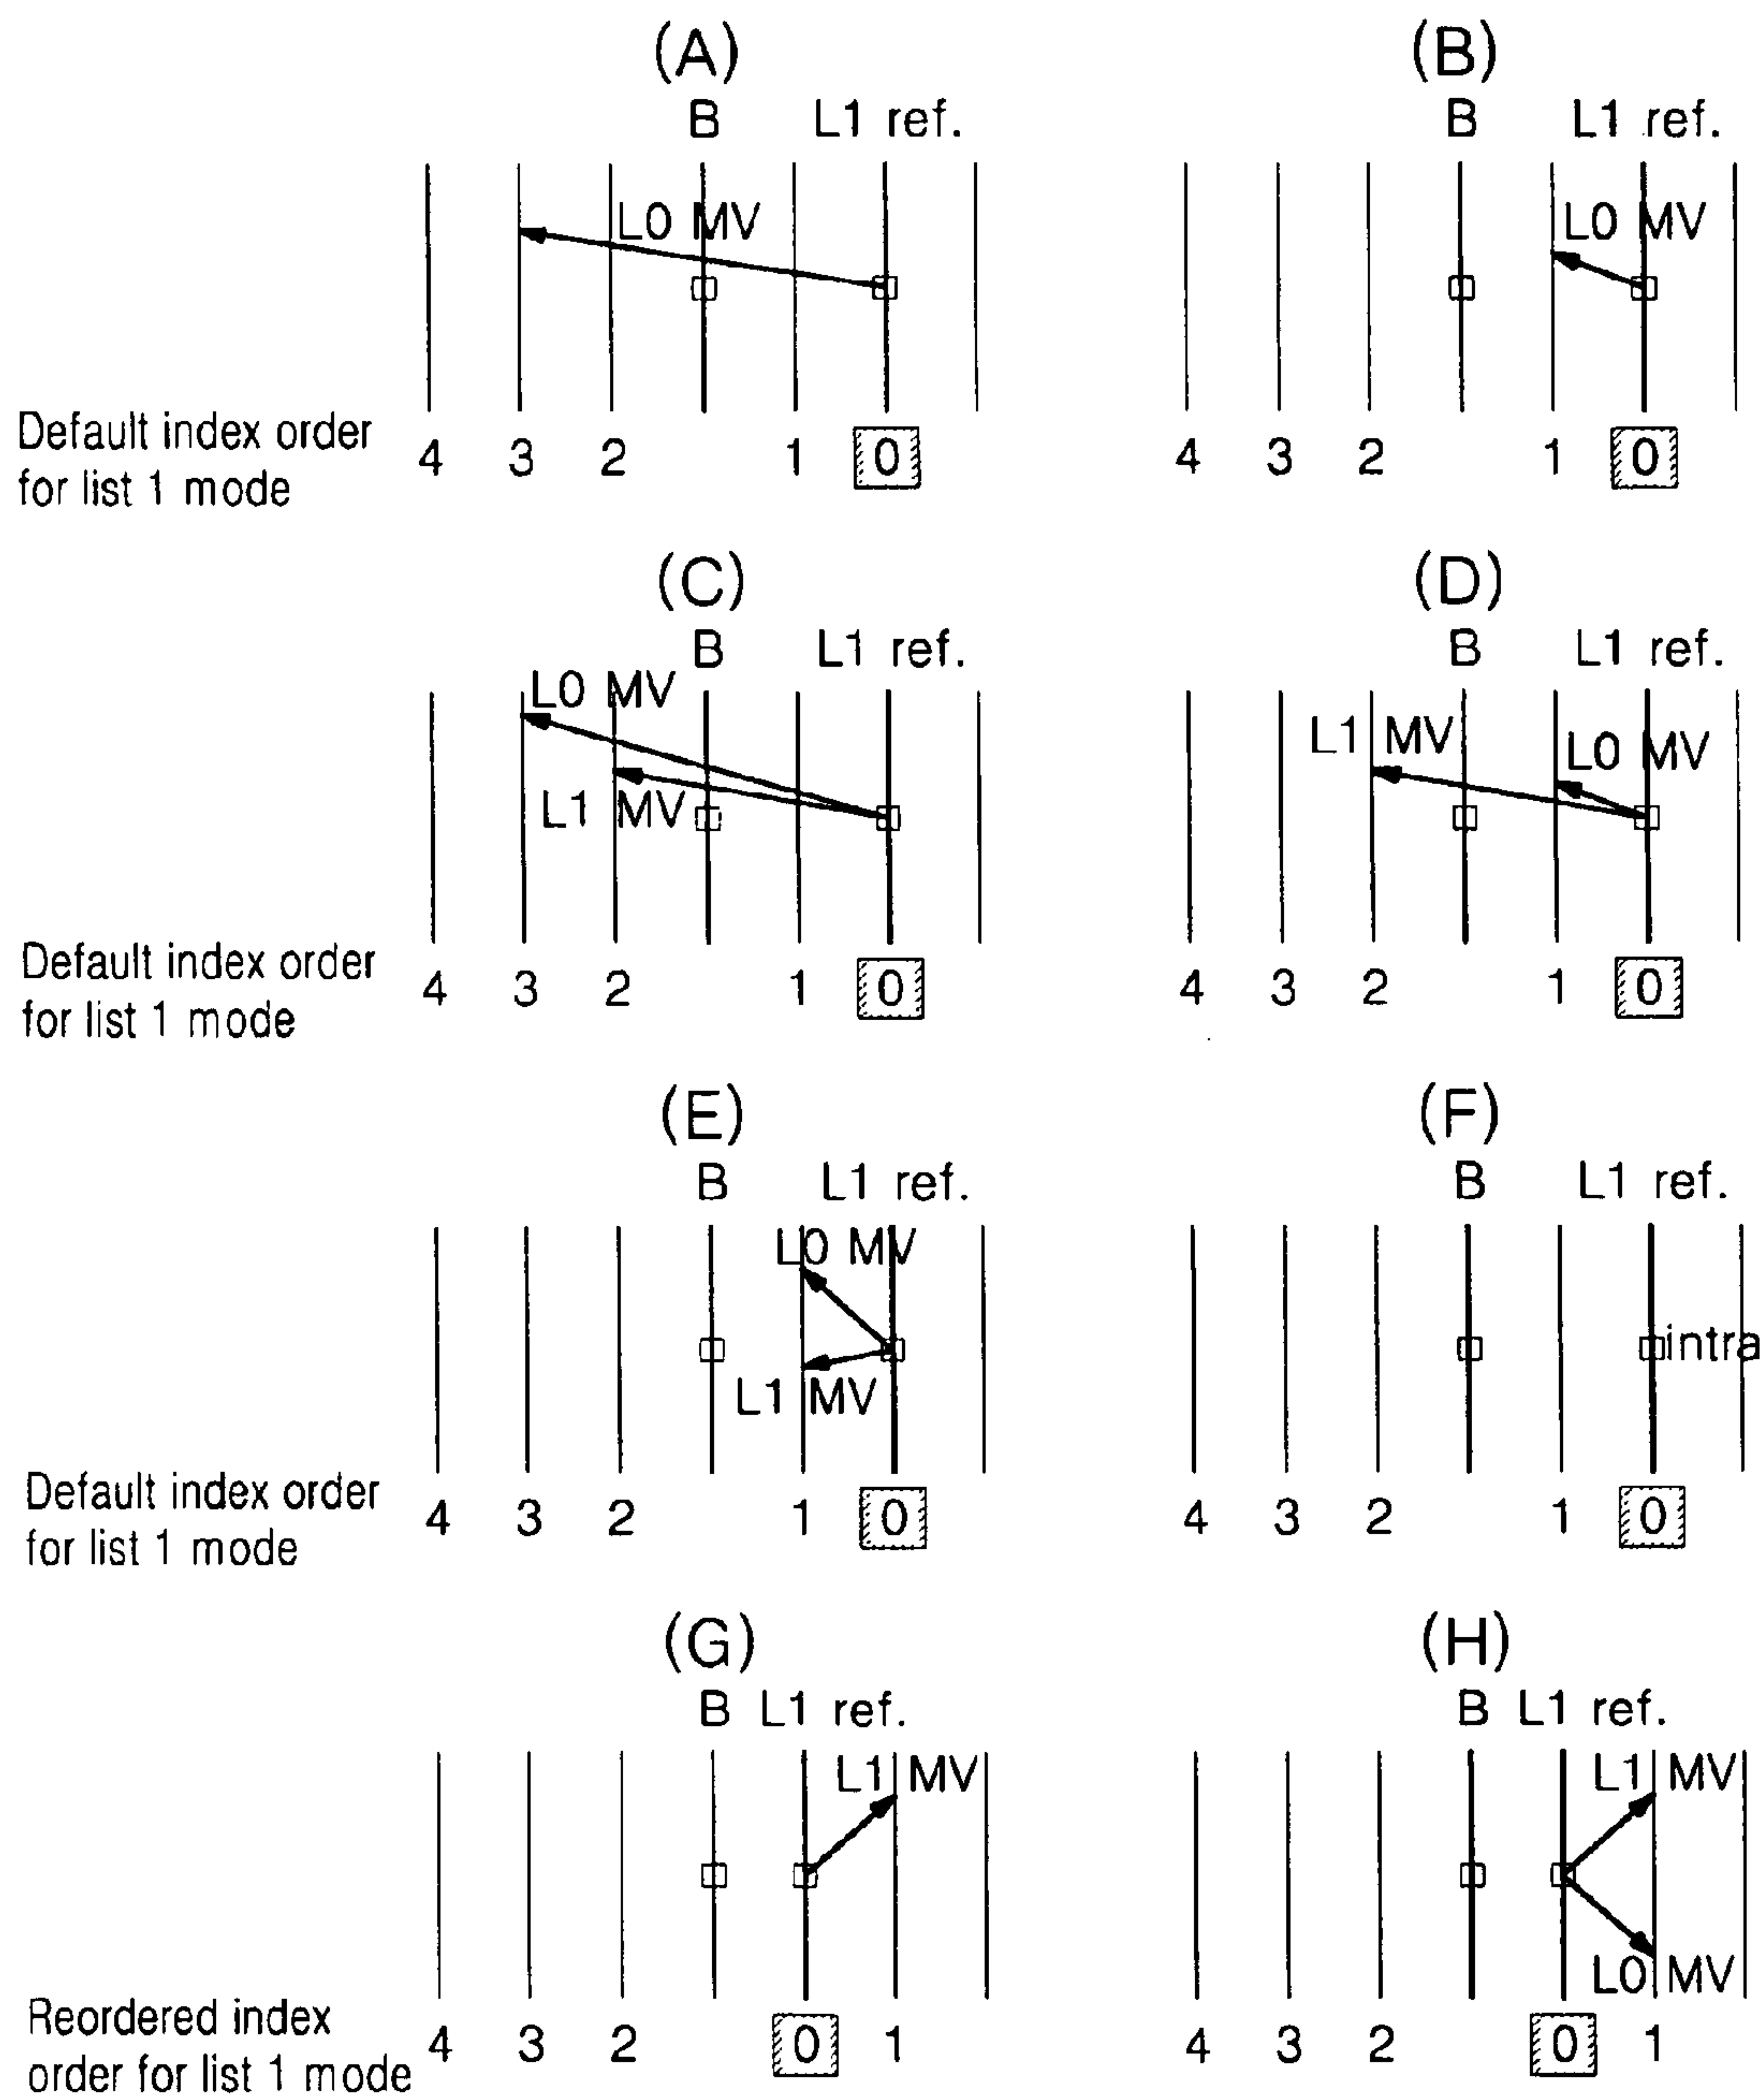 (A) (B)
B L1 ref. B L1 ref.
L0 MV L0 MV
Default index order
for list 1 mode
4 3 2 1 0 4 3 2 1 0
(C) (D)
B L1 ref. B L1 ref.
L0 MV
L1 MV L0 MV
L1 MV
Default index order
for list 1 mode
4 3 2 1 0 4 3 2 1 0
(E) (F)
B L1 ref. B L1 ref.
L0 MV
intra
L1 MV
Default index order
for list 1 mode
4 3 2 1 0 4 3 2 1 0
(G) (H)
B L1 ref. B L1 ref.
L1 MV L1 MV
L0 MV
Reordered index
order for list 1 mode
4 3 2 0 1 4 3 2 0 1